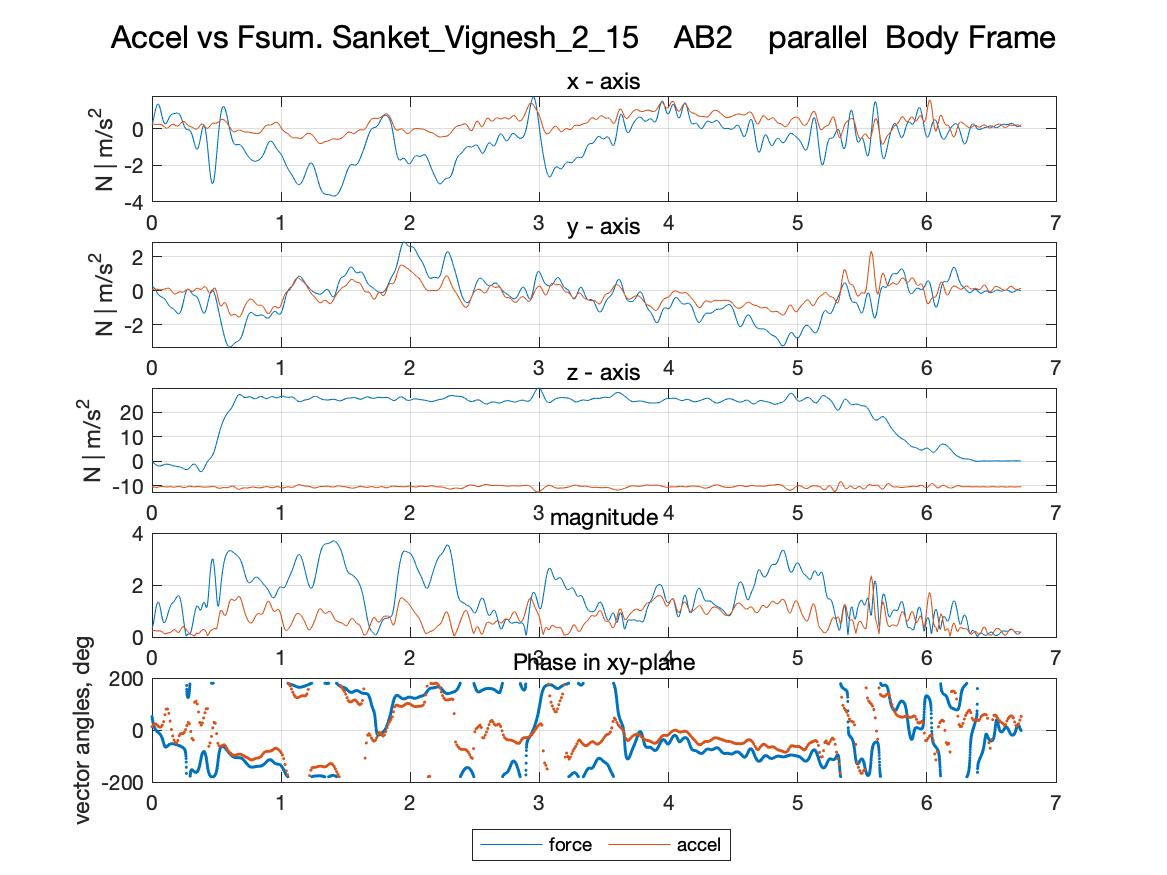 Accel vs Fsum. Sanket_Vignesh_2_15 AB2 parallel Body Frame
x - axis
N | m/s2
0
-2
-4
0 1 2 3 4 5 6 7
y - axis
N | m/s2
2
0
-2
0 1 2 3 4 5 6 7
z - axis
N | m/s2
20
10
0
-10
0 1 2 3 4 5 6 7
magnitude
4
2
0
0 1 2 3 4 5 6 7
Phase in xy-plane
vector angles, deg
200
0
-200
0 1 2 3 4 5 6 7
force accel